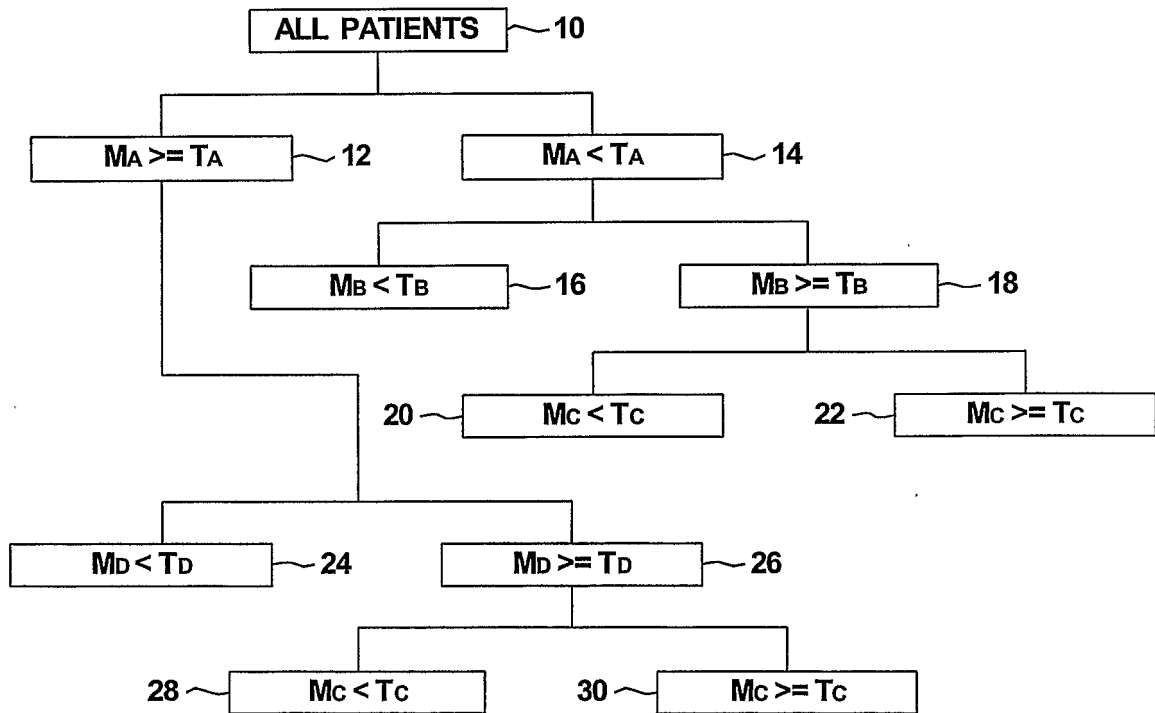 ALL PATIENTS 10
MA >= TA 12 MA < TA 14
MB < TB 16 MB >= TB 18
20 MC < TC 22 MC >= TC
MD < TD 24 MD >= TD 26
28 MC < TC 30 MC >= TC